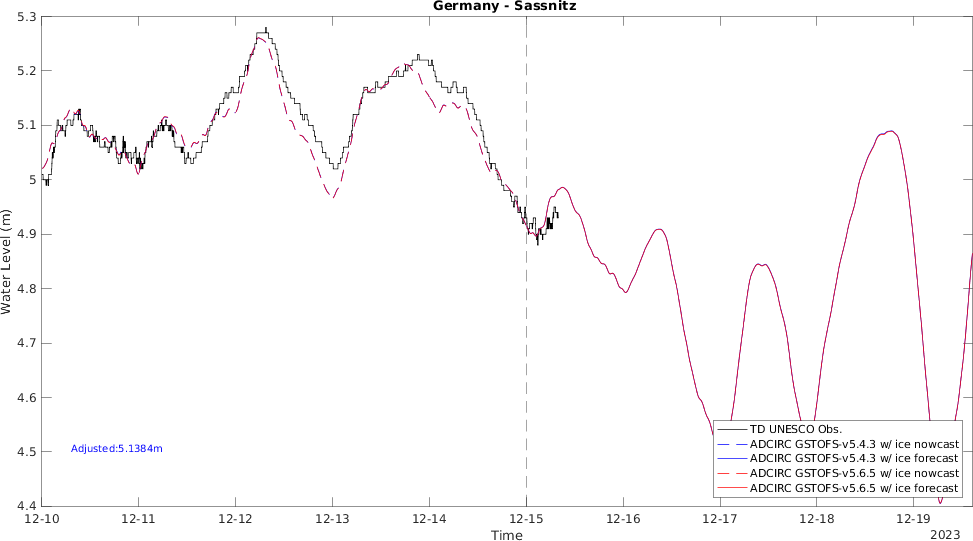 Germany - Sassnitz
5.3
5.2
5.1
5
4.9
4.8
4.7
4.6
4.5
4.4
Water Level (m)
Adjusted:5.1384m
TD UNESCO Obs.
ADCIRC GSTOFS-v5.4.3 w/ ice nowcast
ADCIRC GSTOFS-v5.4.3 w/ ice forecast
ADCIRC GSTOFS-v5.6.5 w/ ice nowcast
ADCIRC GSTOFS-v5.6.5 w/ ice forecast
12-10 12-11 12-12 12-13 12-14 12-15 12-16 12-17 12-18 12-19
Time
2023